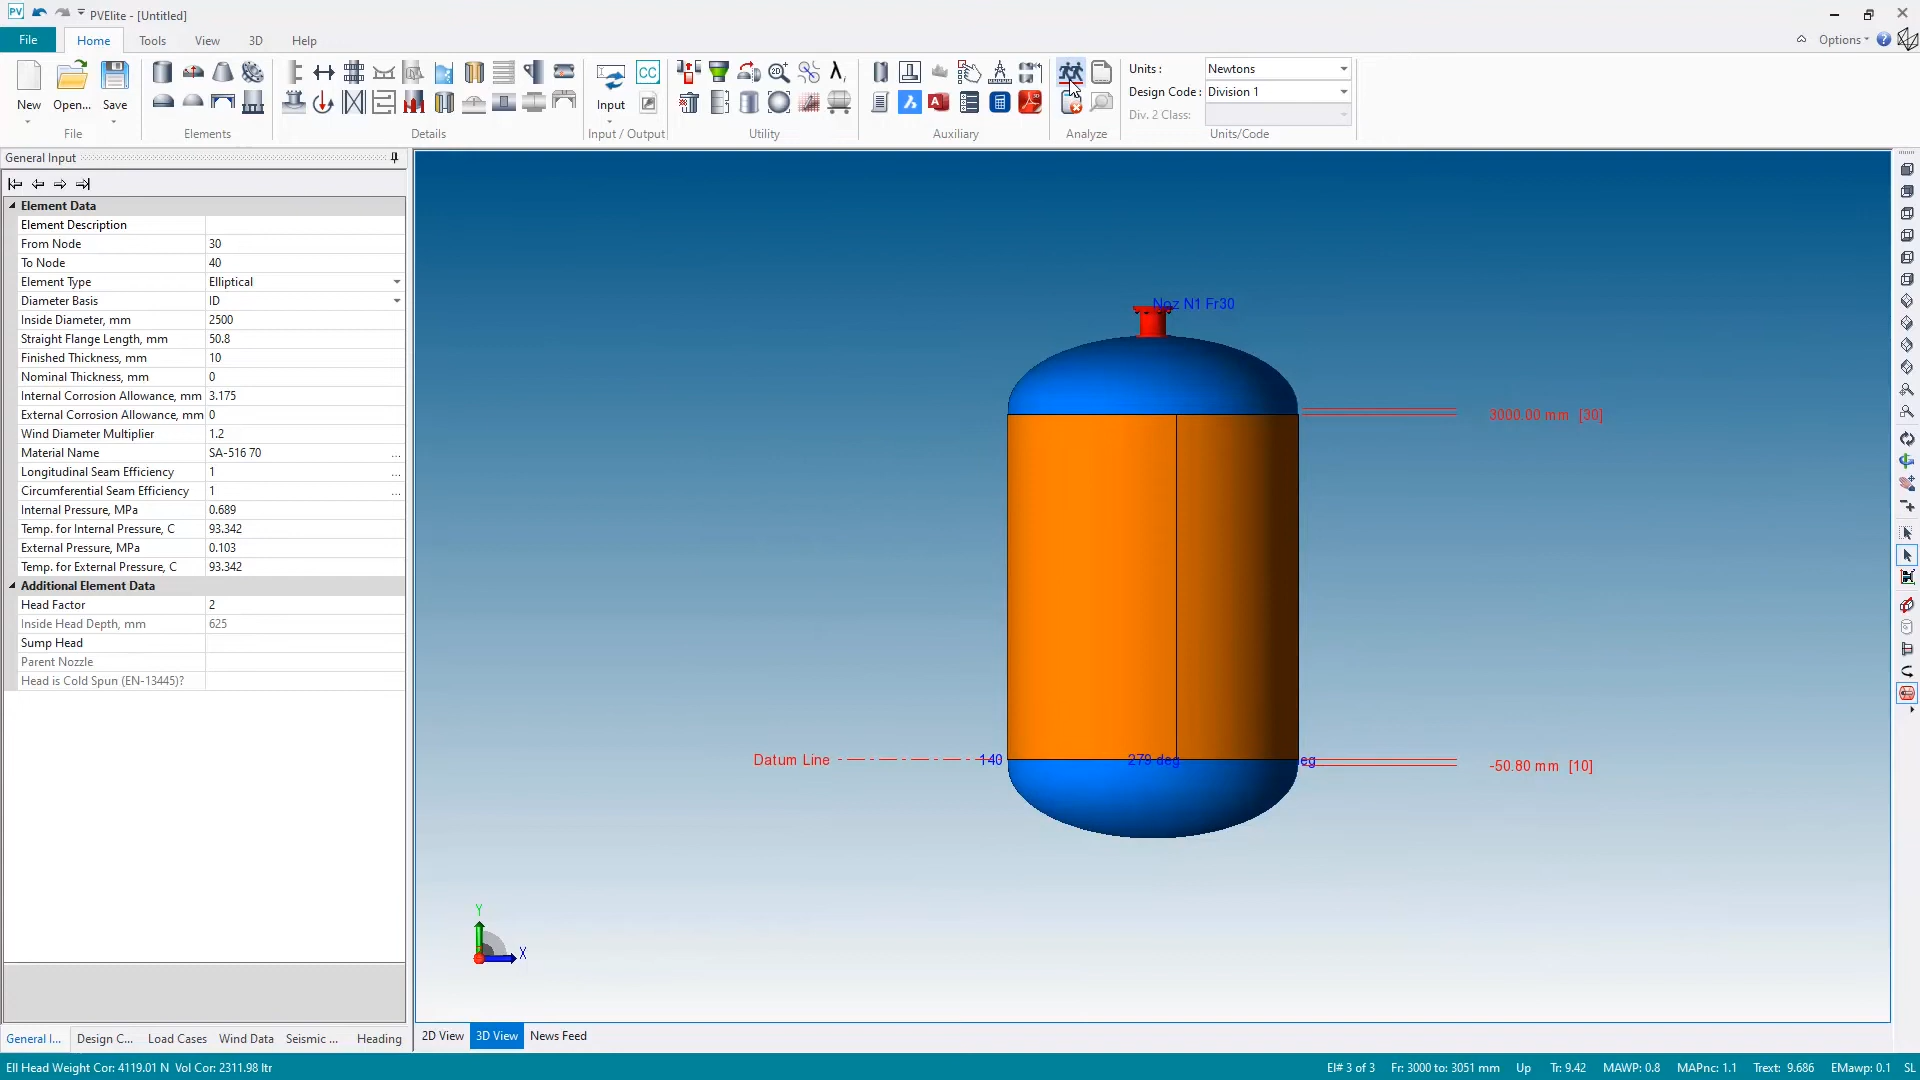 PVElite - [Untitled]
File Home Tools View 3D Help Options
New Open... Save
File Elements Details
Input
Input / Output Utility Auxiliary Analyze
Units : Newtons
Design Code : Division 1
Div. 2 Class:
Units/Code
General Input
Element Data
Element Description
From Node 30
To Node 40
Element Type Elliptical
Diameter Basis ID
Inside Diameter, mm 2500
Straight Flange Length, mm 50.8
Finished Thickness, mm 10
Nominal Thickness, mm 0
Internal Corrosion Allowance, mm 3.175
External Corrosion Allowance, mm 0
Wind Diameter Multiplier 1.2
Material Name SA-516 70 ...
Longitudinal Seam Efficiency 1 ...
Circumferential Seam Efficiency 1 ...
Internal Pressure, MPa 0.689
Temp. for Internal Pressure, C 93.342
External Pressure, MPa 0.103
Temp. for External Pressure, C 93.342
Additional Element Data
Head Factor 2
Inside Head Depth, mm 625
Sump Head
Parent Nozzle
Head is Cold Spun (EN-13445)?
Noz N1 Fr30
3000.00 mm [30]
Datum Line 140 279 deg eg
-50.80 mm [10]
Y
X
General I... Design C... Load Cases Wind Data Seismic ... Heading
2D View 3D View News Feed
Ell Head Weight Cor: 4119.01 N Vol Cor: 2311.98 ltr
El# 3 of 3 Fr: 3000 to: 3051 mm Up Tr: 9.42 MAWP: 0.8 MAPnc: 1.1 Trext: 9.686 EMawp: 0.1 SL